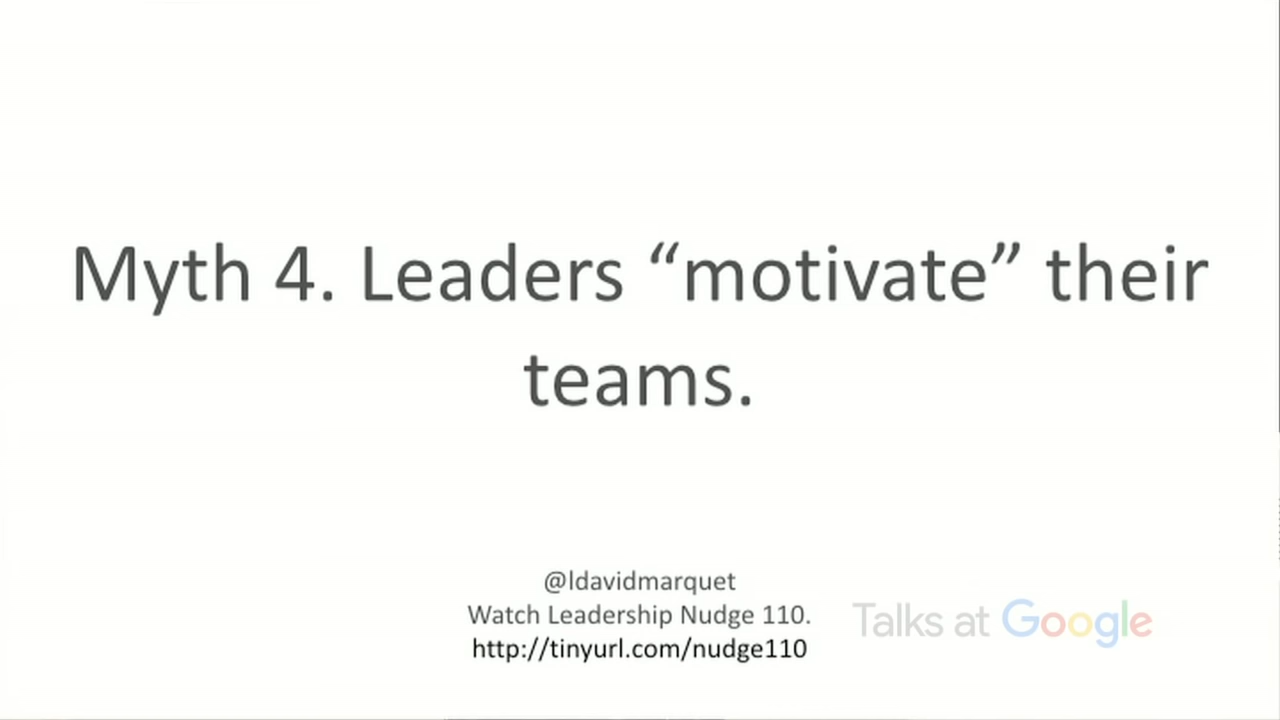 Myth 4. Leaders “motivate” their
teams.
@ldavidmarquet
Watch Leadership Nudge 110.
http://tinyurl.com/nudge110
Talks at Google